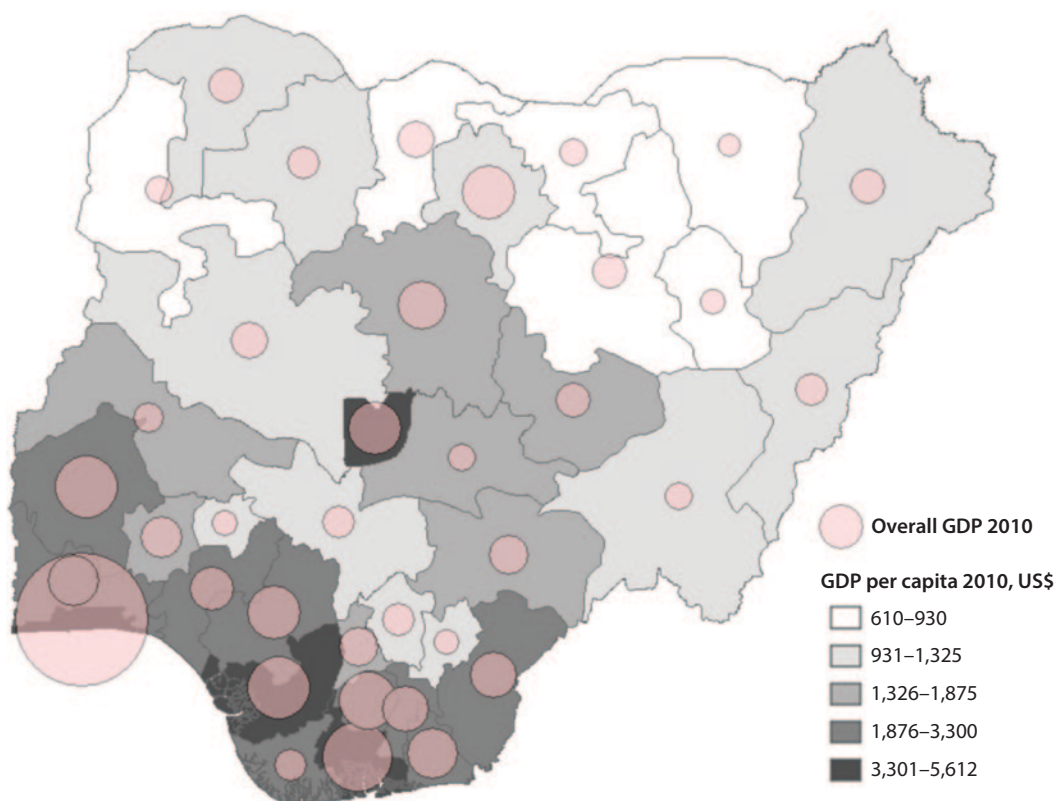 Overall GDP 2010
GDP per capita 2010, US$
610–930
931–1,325
1,326–1,875
1,876–3,300
3,301–5,612